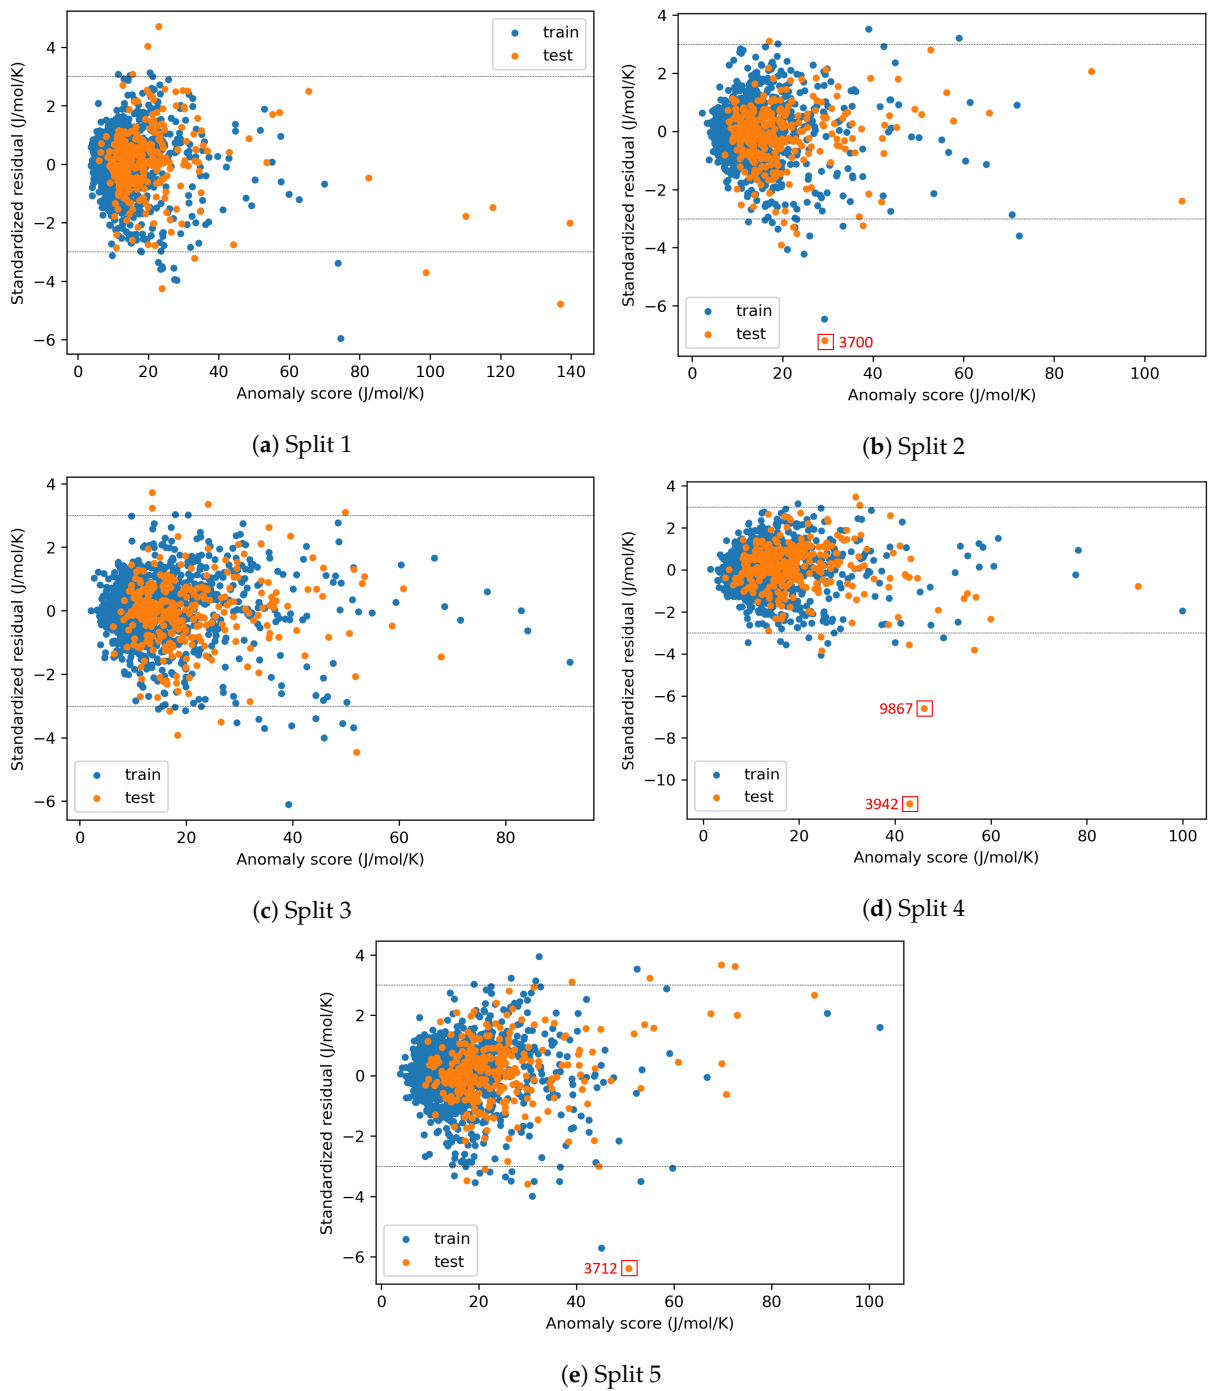 Standardized residual (J/mol/K)
4
2
0
−2
−4
−6
train
test
0 20 40 60 80 100 120 140
Anomaly score (J/mol/K)
(a) Split 1
Standardized residual (J/mol/K)
4
2
0
−2
−4
−6
train
test
3700
0 20 40 60 80 100
Anomaly score (J/mol/K)
(b) Split 2
Standardized residual (J/mol/K)
4
2
0
−2
−4
−6
train
test
0 20 40 60 80
Anomaly score (J/mol/K)
(c) Split 3
Standardized residual (J/mol/K)
4
2
0
−2
−4
−6
−8
−10
9867
3942
train
test
0 20 40 60 80 100
Anomaly score (J/mol/K)
(d) Split 4
Standardized residual (J/mol/K)
4
2
0
−2
−4
−6
train
test
3712
0 20 40 60 80 100
Anomaly score (J/mol/K)
(e) Split 5